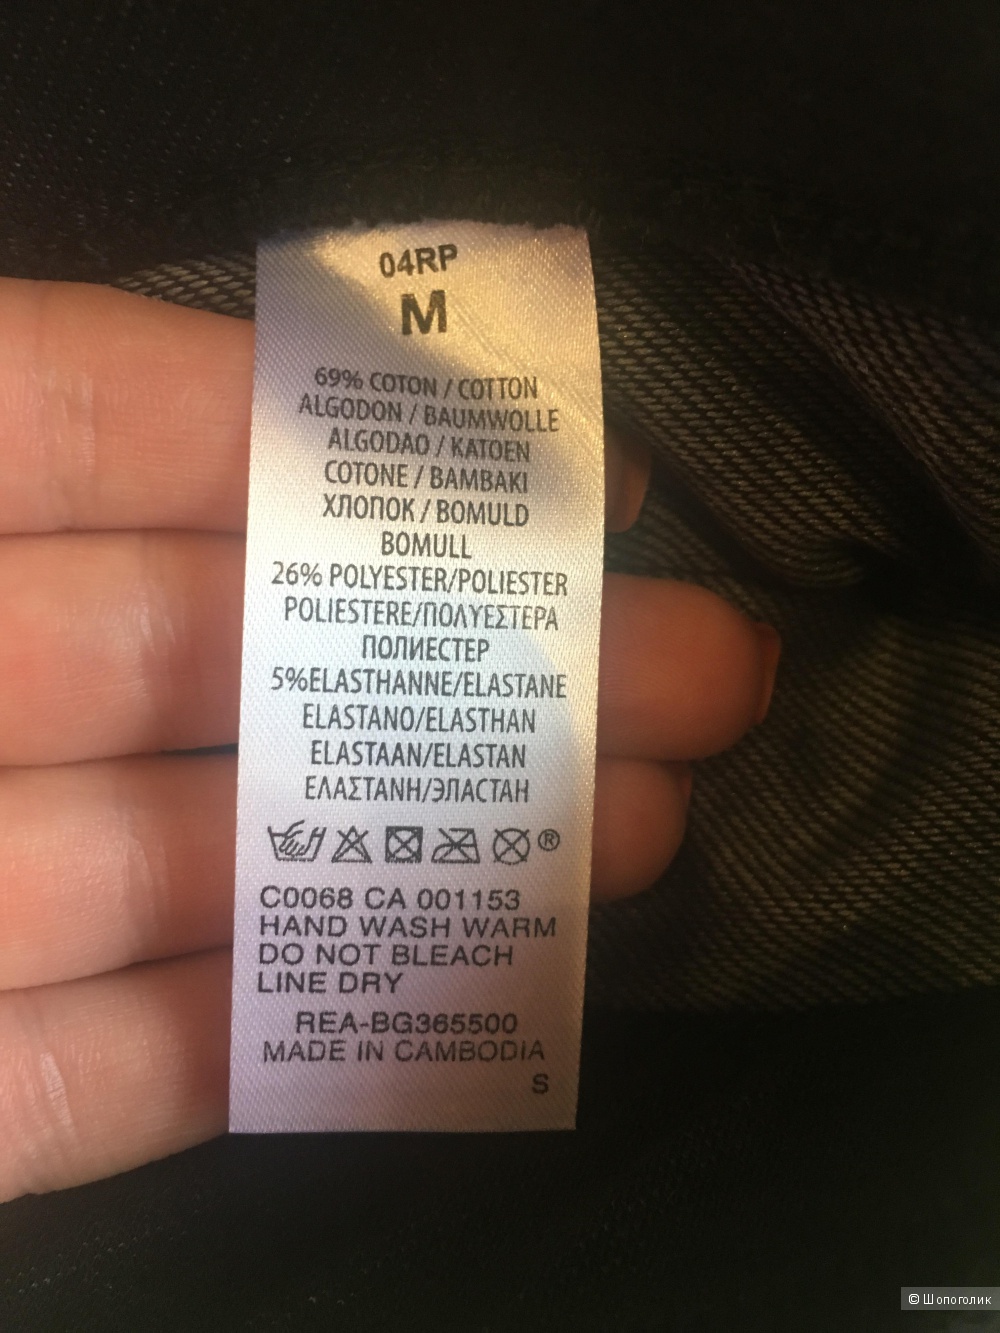 04RP
M
69% COTON / COTTON
ALGODON / BAUMWOLLE
ALGODAO / KATOEN
COTONE / BAMBAKI
ХЛОПОК / BOMULD
BOMULL
26% POLYESTER/POLIESTER
POLIESTERE/ΠΟΛΥΕΣΤΕΡΑ
ПОЛИЕСТЕР
5%ELASTHANNE/ELASTANE
ELASTANO/ELASTHAN
ELASTAAN/ELASTAN
ΕΛΑΣΤΑΝΗ/ЭЛАСТАН
®
C0068 CA 001153
HAND WASH WARM
DO NOT BLEACH
LINE DRY
REA-BG365500
MADE IN CAMBODIA
S
© Шопоголик